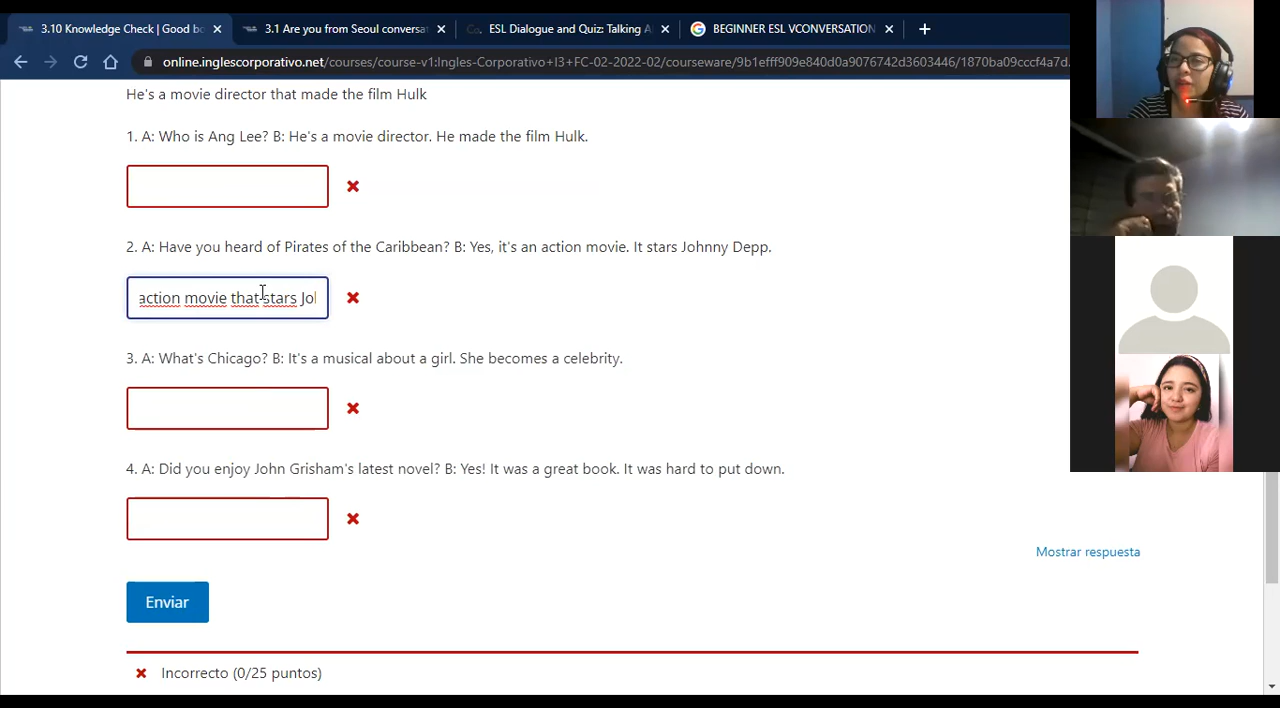 3.10 Knowledge Check | Good bo
3.1 Are you from Seoul conversat
ESL Dialogue and Quiz: Talking A
BEGINNER ESL VCONVERSATION
online.inglescorporativo.net/courses/course-v1:Ingles-Corporativo+I3+FC-02-2022-02/courseware/9b1efff909e840d0a9076742d3603446/1870ba09cccf4a7d.
He's a movie director that made the film Hulk
1. A: Who is Ang Lee? B: He's a movie director. He made the film Hulk.
2. A: Have you heard of Pirates of the Caribbean? B: Yes, it's an action movie. It stars Johnny Depp.
action movie that stars Jo
3. A: What's Chicago? B: It's a musical about a girl. She becomes a celebrity.
4. A: Did you enjoy John Grisham's latest novel? B: Yes! It was a great book. It was hard to put down.
Mostrar respuesta
Enviar
Incorrecto (0/25 puntos)